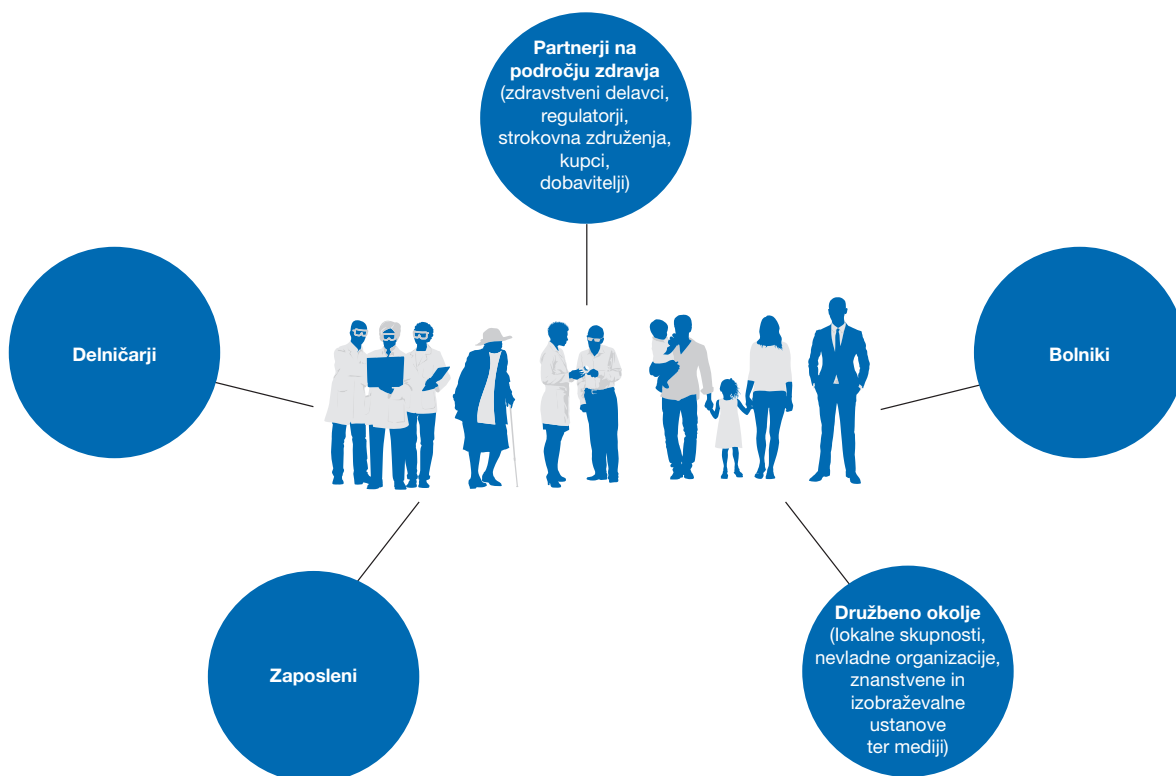 Partnerji na
področju zdravja
(zdravstveni delavci,
regulatorji,
strokovna združenja,
kupci,
dobavitelji)
Delničarji
Bolniki
Zaposleni
Družbeno okolje
(lokalne skupnosti,
nevladne organizacije,
znanstvene in
izobraževalne
ustanove
ter mediji)